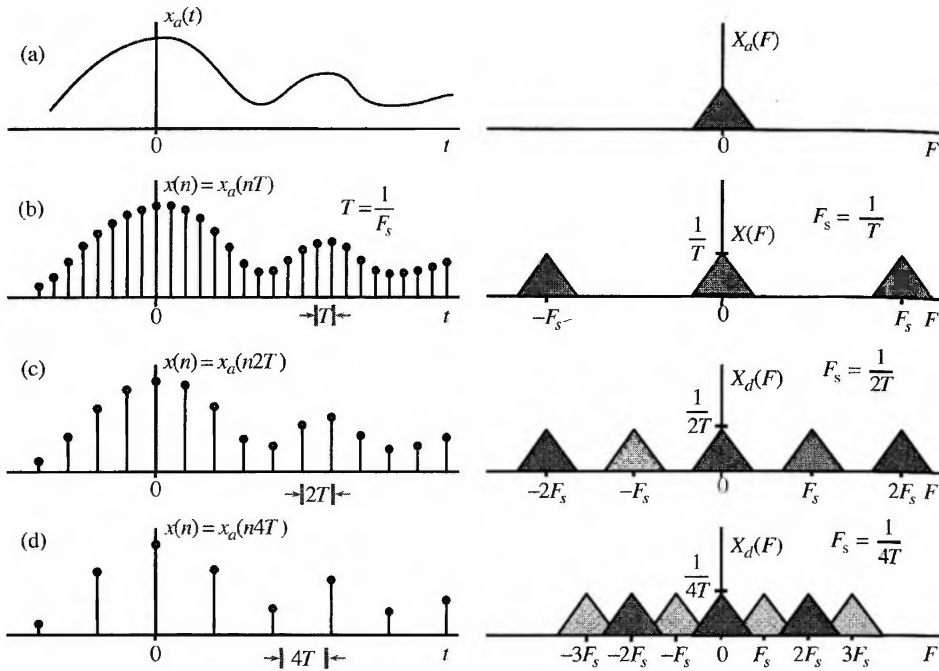 (a) x_a(t) X_a(F)
0 t 0 F
(b) x(n) = x_a(nT) T = 1/F_s 1/T X(F) F_s = 1/T
0 T t −F_s 0 F_s F
(c) x(n) = x_a(n2T) 1/2T X_d(F) F_s = 1/2T
0 2T −2F_s −F_s 0 F_s 2F_s F
(d) x(n) = x_a(n4T) 1/4T X_d(F) F_s = 1/4T
0 4T −3F_s −2F_s −F_s 0 F_s 2F_s 3F_s F